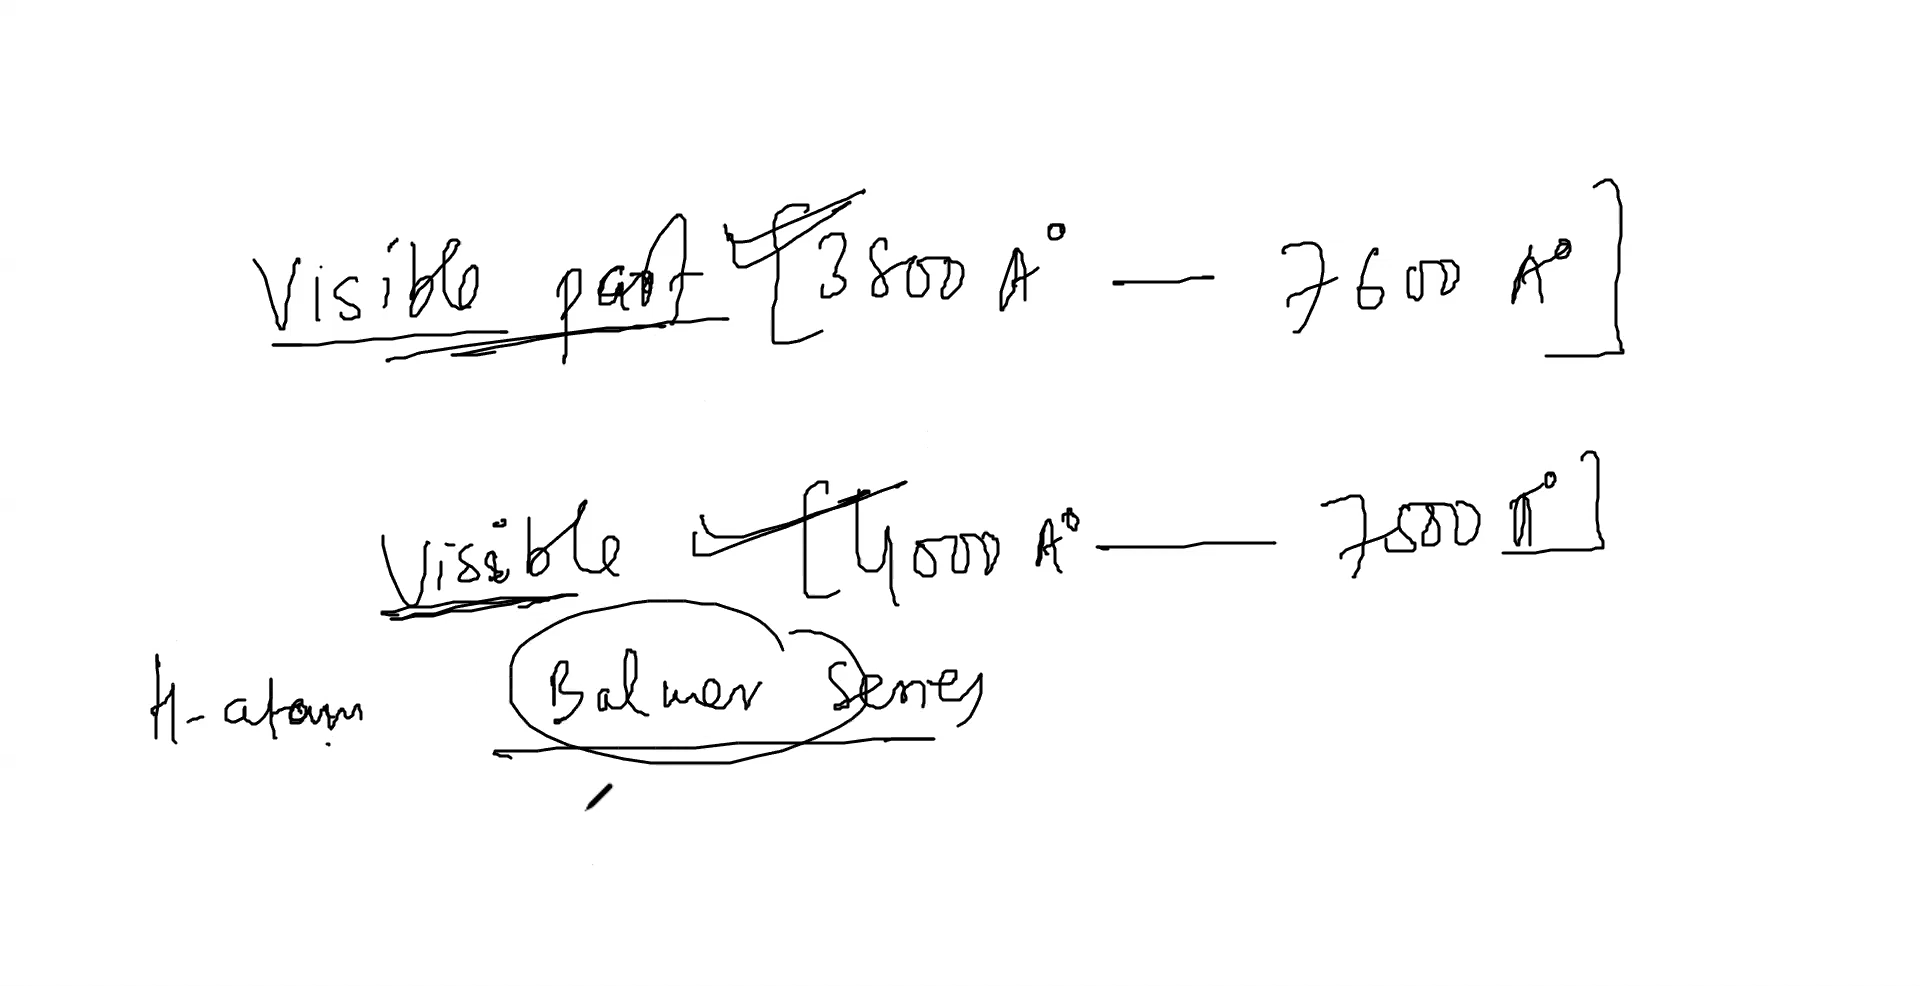 Visible part [3800 A° — 7600 A°]
Visible [4000 A° — 7800 A°]
H-atom Balmer Series